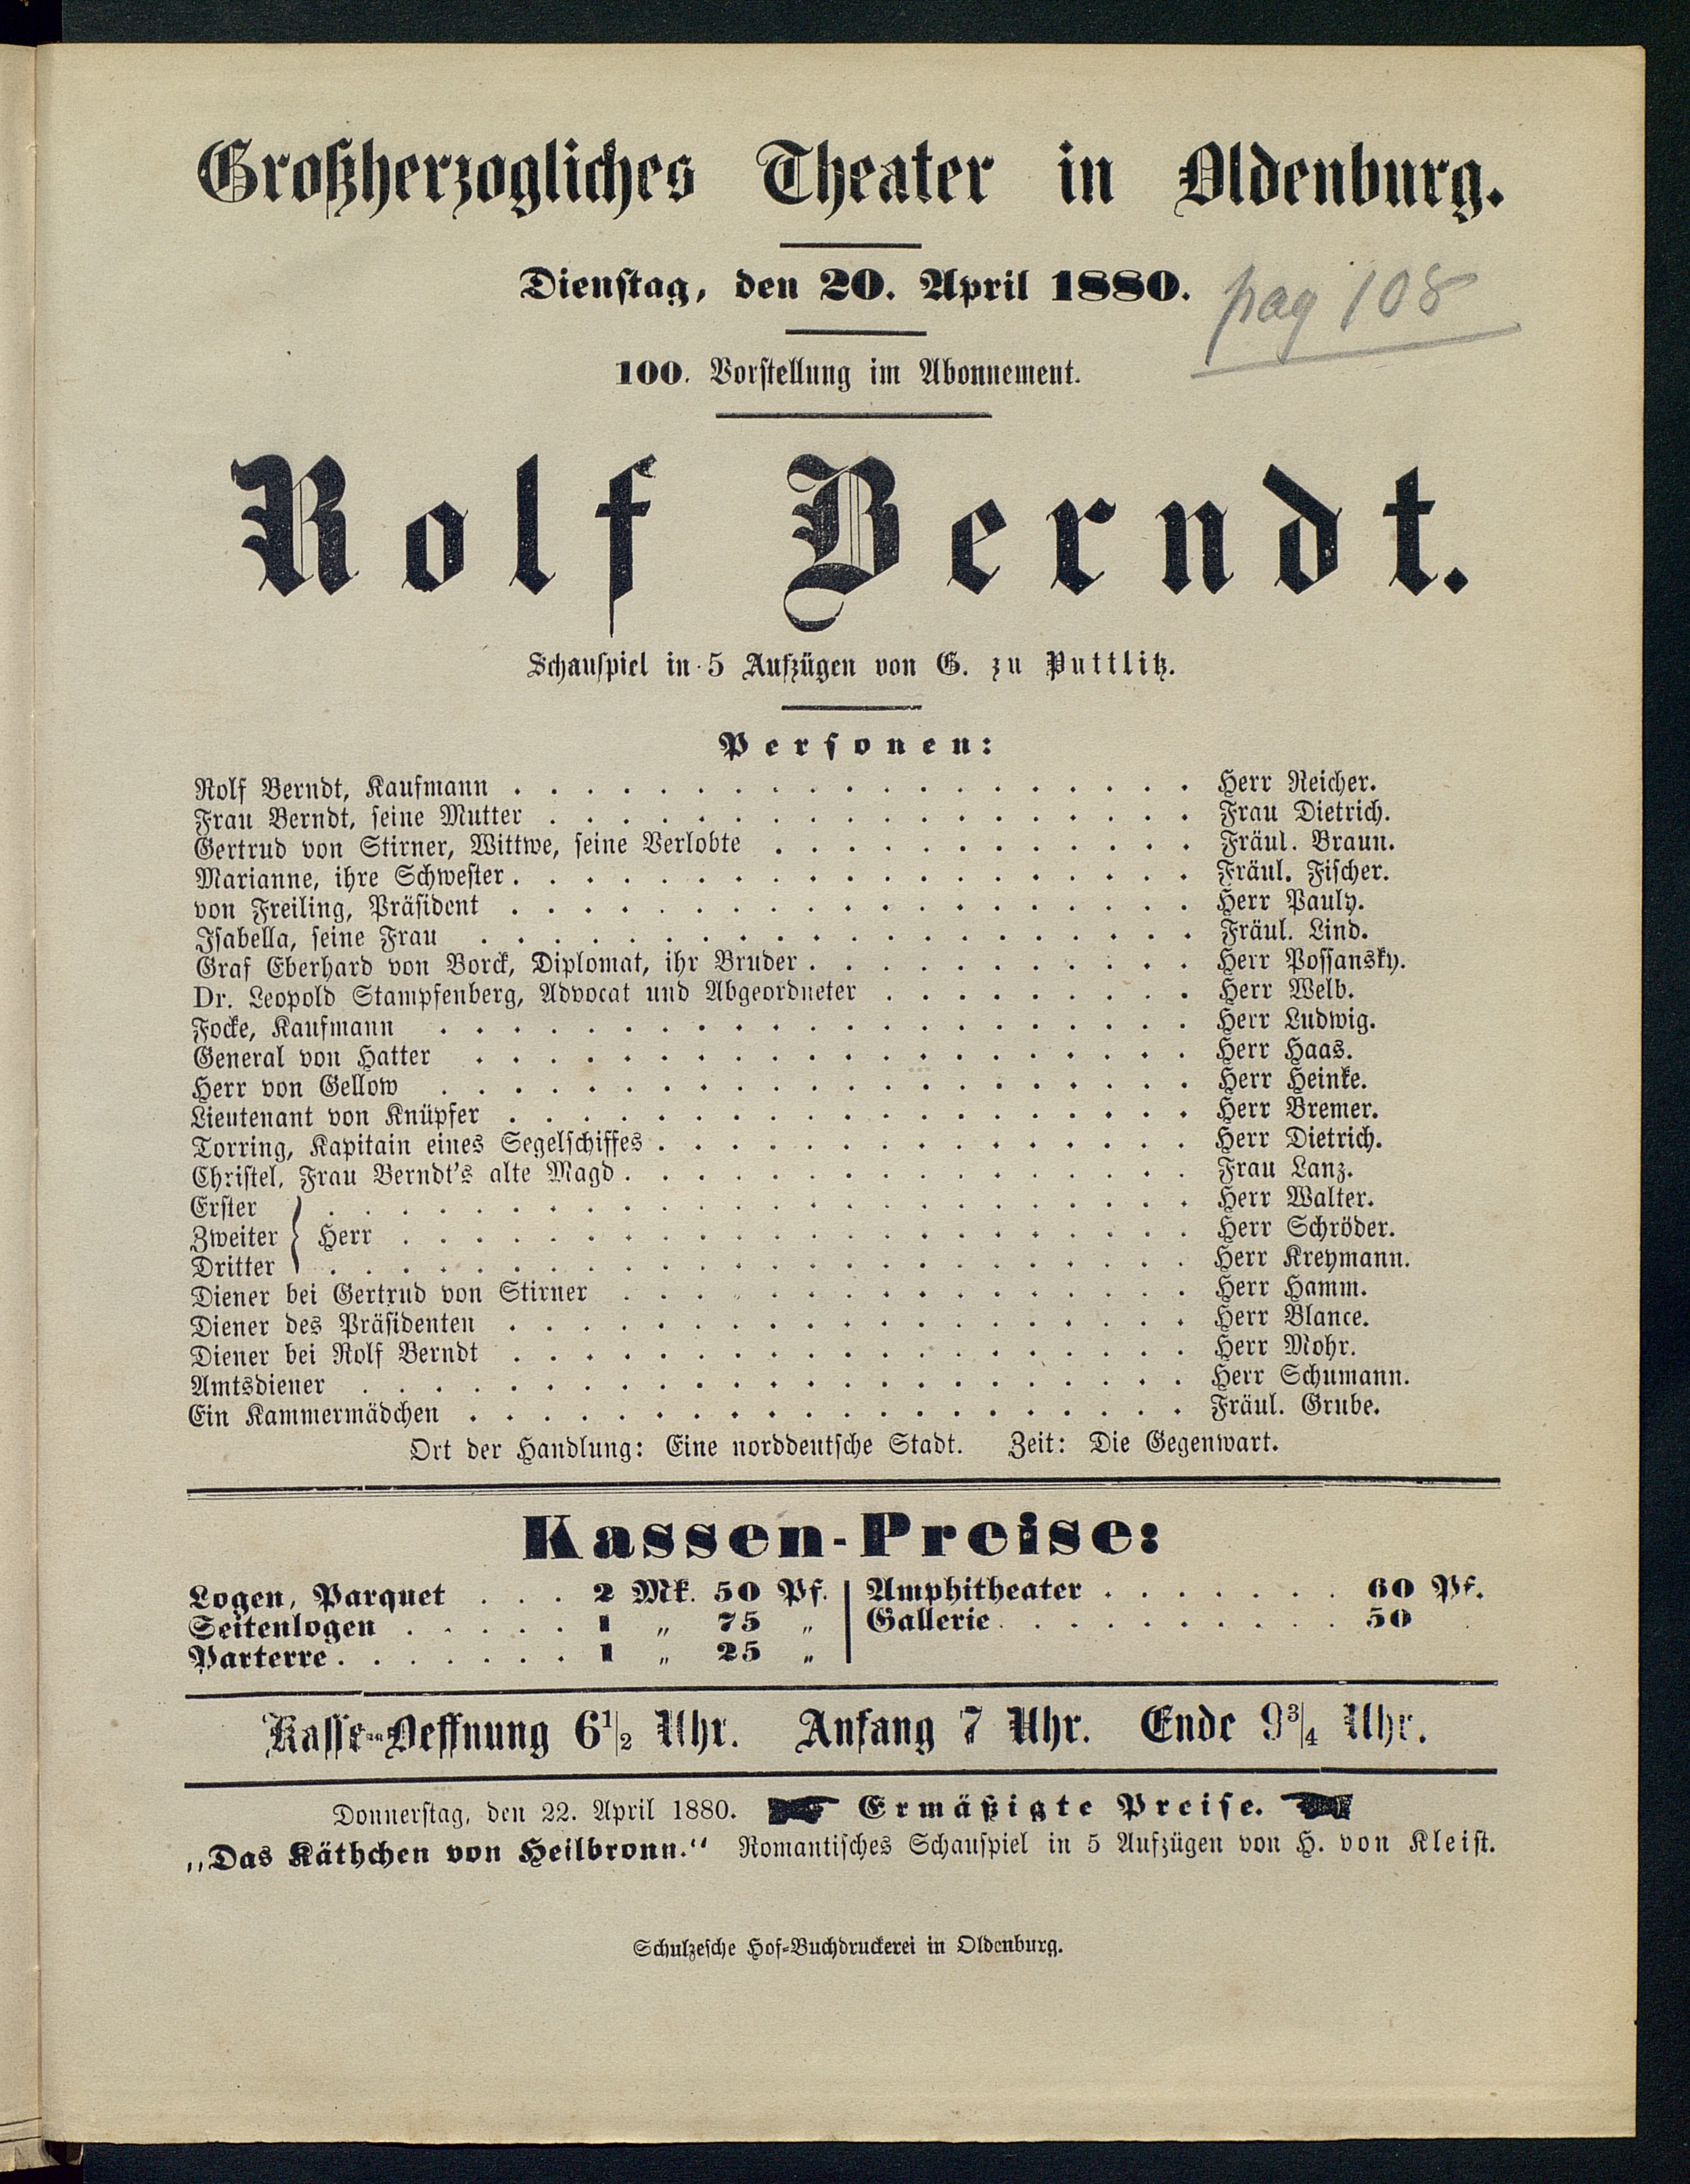 Großherzogliches Theater in Oldenburg.
Dienstag, den 20. April 1880.
pag 108
100. Vorstellung im Abonnement.
Rolf Berndt.
Schauspiel in 5 Aufzügen von G. zu Puttlitz.
Personen:
Rolf Berndt, Kaufmann . . . . . . . . . . . . . . . . . . . Herr Reicher.
Frau Berndt, seine Mutter . . . . . . . . . . . . . . . . . . Frau Dietrich.
Gertrud von Stirner, Wittwe, seine Verlobte . . . . . . . . . . . . Fräul. Braun.
Marianne, ihre Schwester . . . . . . . . . . . . . . . . . . . Fräul. Fischer.
von Freiling, Präsident . . . . . . . . . . . . . . . . . . . Herr Pauly.
Isabella, seine Frau . . . . . . . . . . . . . . . . . . . . Fräul. Lind.
Graf Eberhard von Borck, Diplomat, ihr Bruder . . . . . . . . . . . Herr Possansky.
Dr. Leopold Stampfenberg, Advocat und Abgeordneter . . . . . . . . . Herr Welb.
Focke, Kaufmann . . . . . . . . . . . . . . . . . . . . . Herr Ludwig.
General von Hatter . . . . . . . . . . . . . . . . . . . . Herr Haas.
Herr von Gellow . . . . . . . . . . . . . . . . . . . . . Herr Heinke.
Lieutenant von Knüpfer . . . . . . . . . . . . . . . . . . . Herr Bremer.
Torring, Kapitain eines Segelschiffes . . . . . . . . . . . . . . . Herr Dietrich.
Christel, Frau Berndt's alte Magd . . . . . . . . . . . . . . . . Frau Lanz.
Erster . . . . . . . . . . . . . . . . . . . . . . . . Herr Walter.
Zweiter } Herr . . . . . . . . . . . . . . . . . . . . . . Herr Schröder.
Dritter . . . . . . . . . . . . . . . . . . . . . . . . Herr Kreymann.
Diener bei Gertrud von Stirner . . . . . . . . . . . . . . . . Herr Hamm.
Diener des Präsidenten . . . . . . . . . . . . . . . . . . . Herr Blance.
Diener bei Rolf Berndt . . . . . . . . . . . . . . . . . . . Herr Mohr.
Amtsdiener . . . . . . . . . . . . . . . . . . . . . . . Herr Schumann.
Ein Kammermädchen . . . . . . . . . . . . . . . . . . . . Fräul. Grube.
Ort der Handlung: Eine norddeutsche Stadt. Zeit: Die Gegenwart.
Kassen-Preise:
Logen, Parquet . . . 2 Mk. 50 Pf.
Seitenlogen . . . . . 1 „ 75 „
Parterre . . . . . . . 1 „ 25 „
Amphitheater . . . . . . . 60 Pf.
Gallerie . . . . . . . . . . 50
Kasse-Oeffnung 6 1/2 Uhr. Anfang 7 Uhr. Ende 9 3/4 Uhr.
Donnerstag, den 22. April 1880. ☛ Ermäßigte Preise. ☚
„Das Käthchen von Heilbronn." Romantisches Schauspiel in 5 Aufzügen von H. von Kleist.
Schulzesche Hof-Buchdruckerei in Oldenburg.